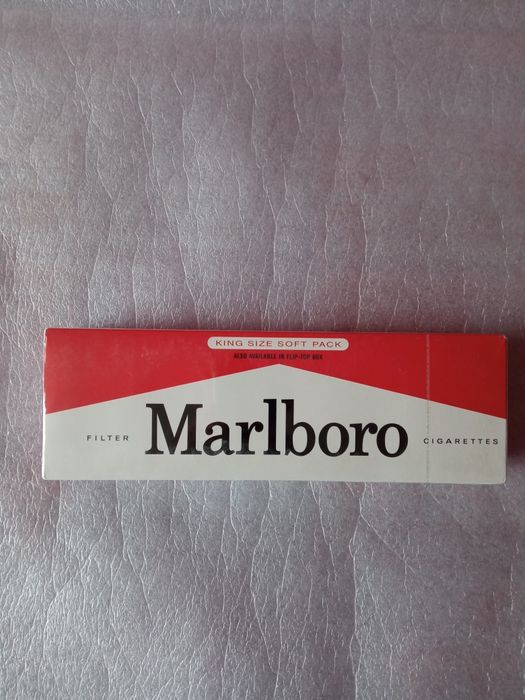 KING SIZE SOFT PACK
ALSO AVAILABLE IN FLIP-TOP BOX
FILTER Marlboro CIGARETTES